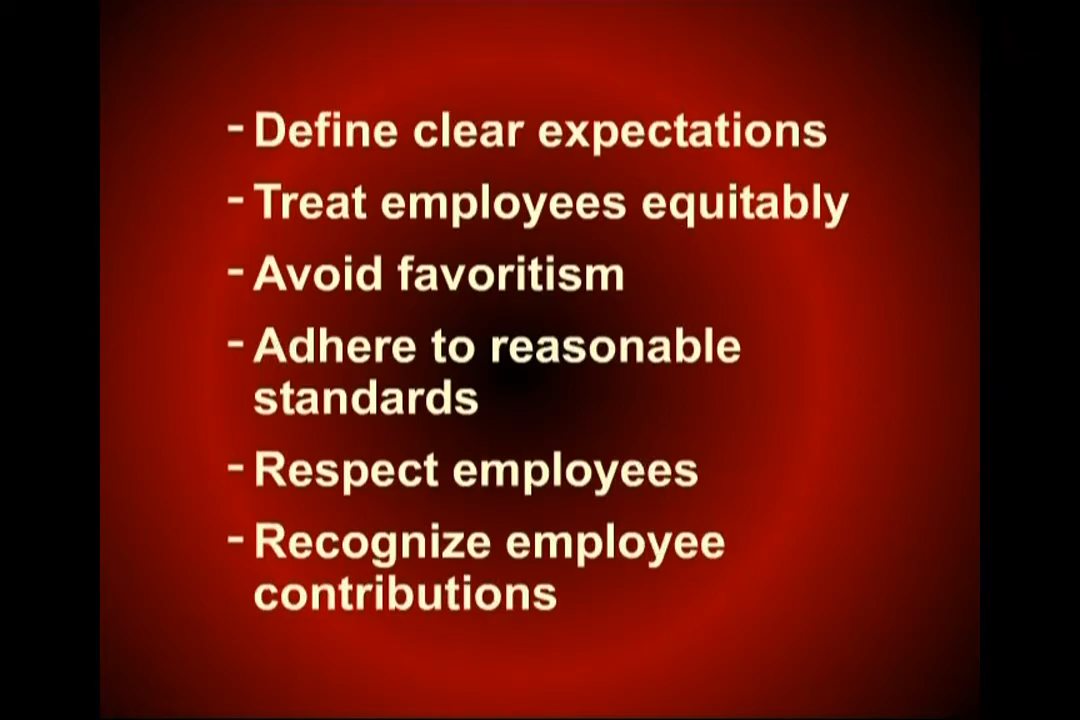 - Define clear expectations
- Treat employees equitably
- Avoid favoritism
- Adhere to reasonable
standards
- Respect employees
- Recognize employee
contributions